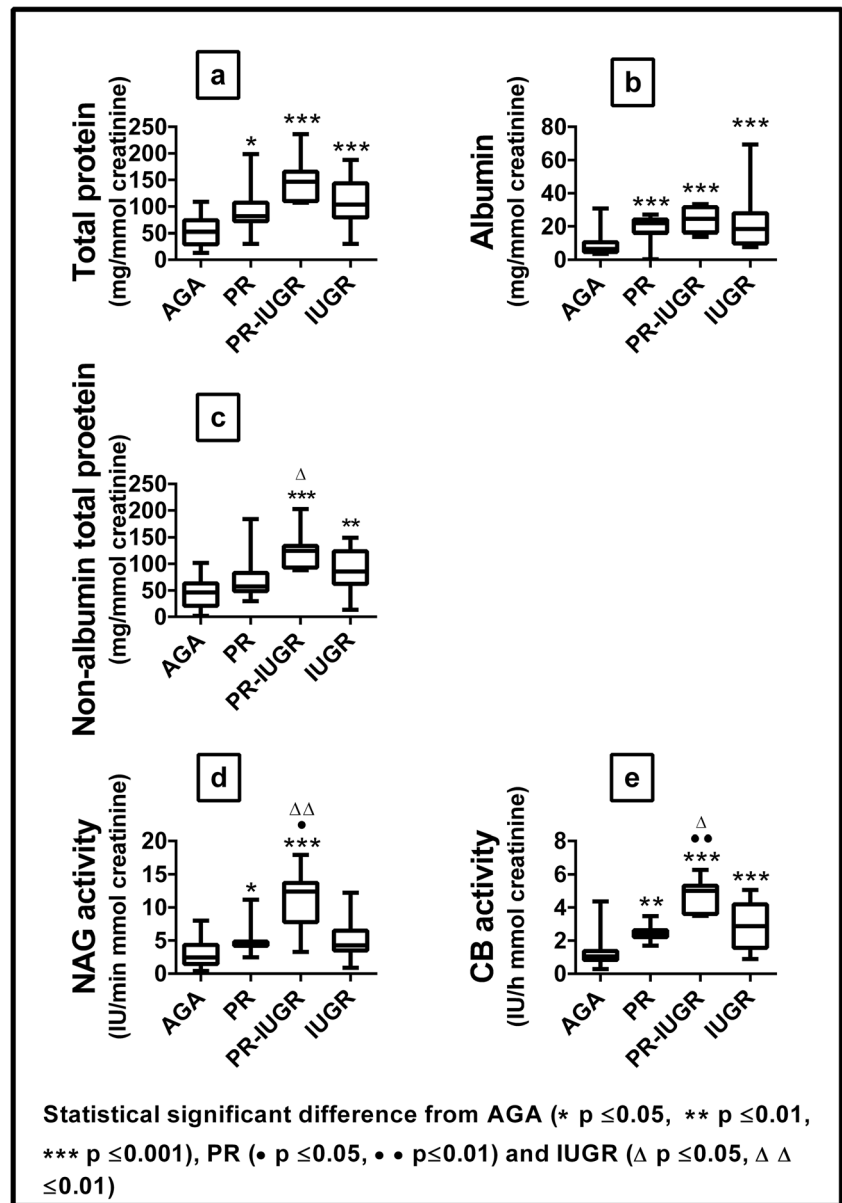 a
Total protein
(mg/mmol creatinine)
250
200
150
100
50
0
*
***
***
AGA
PR
PR-IUGR
IUGR
b
Albumin
(mg/mmol creatinine)
80
60
40
20
0
***
***
***
AGA
PR
PR-IUGR
IUGR
c
Non-albumin total proetein
(mg/mmol creatinine)
250
200
150
100
50
0
Δ
***
**
AGA
PR
PR-IUGR
IUGR
d
NAG activity
(IU/min mmol creatinine)
20
15
10
5
0
*
ΔΔ
•
***
AGA
PR
PR-IUGR
IUGR
e
CB activity
(IU/h mmol creatinine)
8
6
4
2
0
**
Δ
••
***
***
AGA
PR
PR-IUGR
IUGR
Statistical significant difference from AGA (* p ≤0.05, ** p ≤0.01,
*** p ≤0.001), PR (• p ≤0.05, • • p≤0.01) and IUGR (Δ p ≤0.05, Δ Δ
≤0.01)